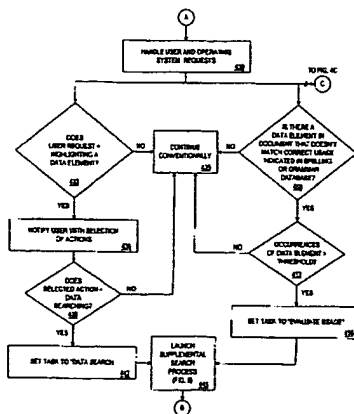 A
HANDLE USER AND OPERATING
SYSTEM REQUESTS
TO FIG. 4C
C
DOES
USER REQUEST =
HIGHLIGHTING A
DATA ELEMENT?
NO
CONTINUE
CONVENTIONALLY
NO
IS THERE A
DATA ELEMENT IN
DOCUMENT THAT DOESN'T
MATCH CORRECT USAGE
INDICATED IN SPELLING
OR GRAMMAR
DATABASE?
YES
YES
NOTIFY USER WITH SELECTION
OF ACTIONS
NO
OCCURRENCES
OF DATA ELEMENT >
THRESHOLD?
DOES
SELECTED ACTION =
DATA
SEARCHING?
NO
YES
YES
SET TASK TO "EVALUATE USAGE"
SET TASK TO "DATA SEARCH"
LAUNCH
SUPPLEMENTAL
SEARCH
PROCESS